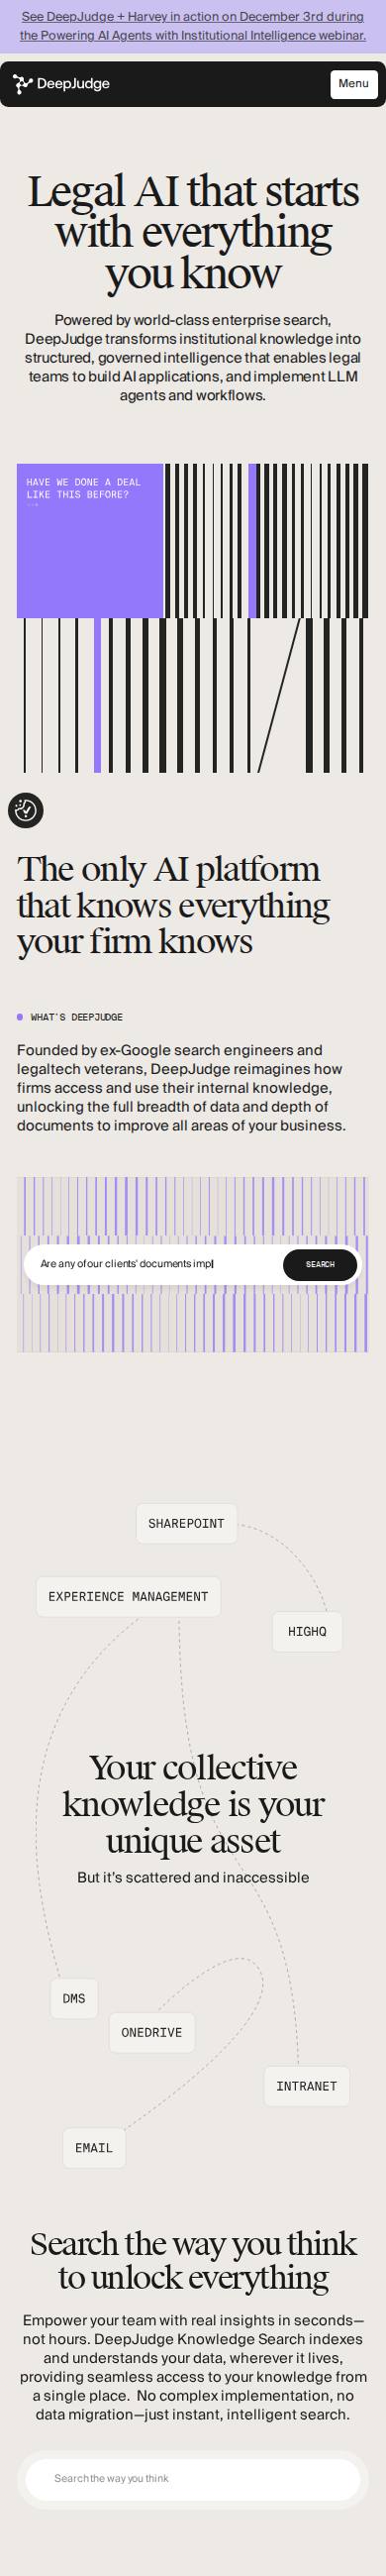 See DeepJudge + Harvey in action on December 3rd during
the Powering AI Agents with Institutional Intelligence webinar.
DeepJudge
Menu
Legal AI that starts
with everything
you know
Powered by world-class enterprise search,
DeepJudge transforms institutional knowledge into
structured, governed intelligence that enables legal
teams to build AI applications, and implement LLM
agents and workflows.
HAVE WE DONE A DEAL
LIKE THIS BEFORE?
The only AI platform
that knows everything
your firm knows
WHAT'S DEEPJUDGE
Founded by ex-Google search engineers and
legaltech veterans, DeepJudge reimagines how
firms access and use their internal knowledge,
unlocking the full breadth of data and depth of
documents to improve all areas of your business.
Are any of our clients' documents impl
SEARCH
SHAREPOINT
EXPERIENCE MANAGEMENT
HIGHQ
Your collective
knowledge is your
unique asset
But it's scattered and inaccessible
DMS
ONEDRIVE
INTRANET
EMAIL
Search the way you think
to unlock everything
Empower your team with real insights in seconds—
not hours. DeepJudge Knowledge Search indexes
and understands your data, wherever it lives,
providing seamless access to your knowledge from
a single place. No complex implementation, no
data migration—just instant, intelligent search.
Search the way you think